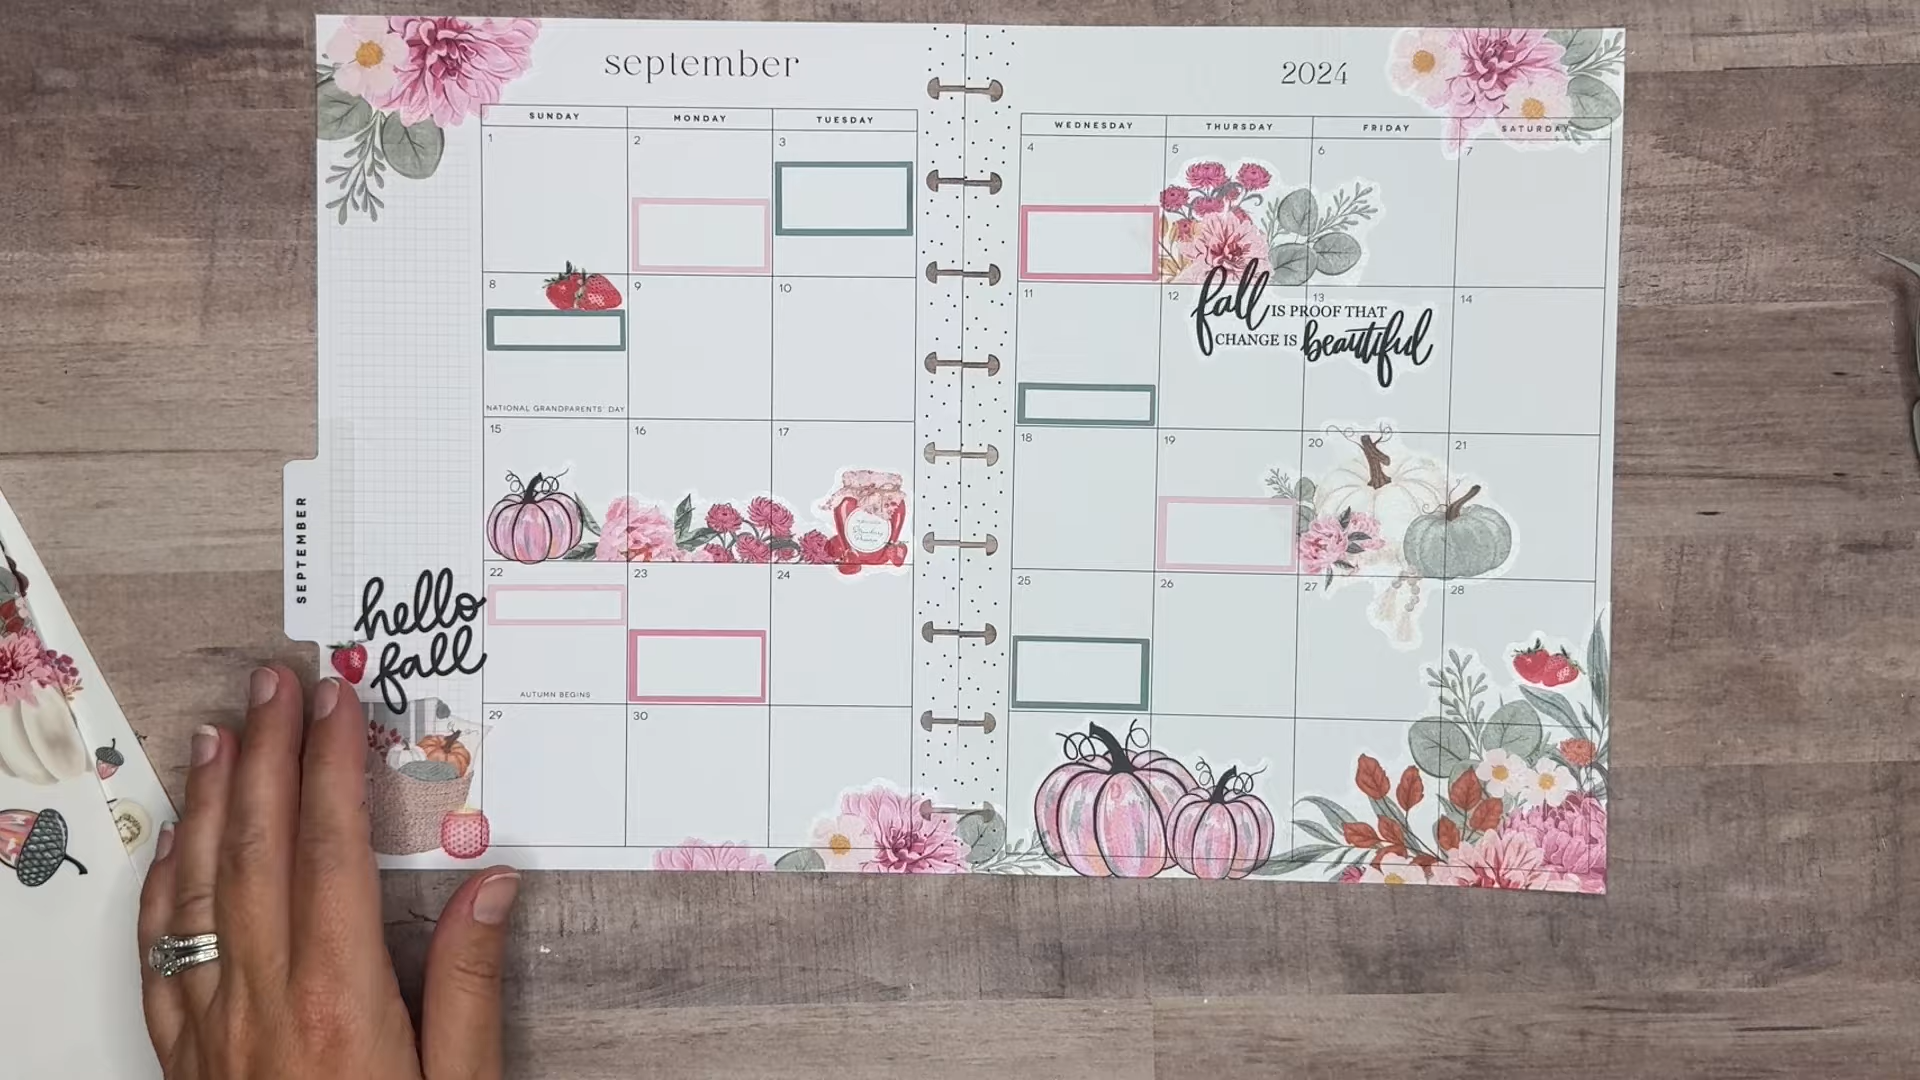 september
2024
SUNDAY
MONDAY
TUESDAY
WEDNESDAY
THURSDAY
FRIDAY
SATURDAY
1
2
3
4
5
6
7
8
9
10
11
12
13
14
fall IS PROOF THAT
CHANGE IS beautiful
NATIONAL GRANDPARENTS' DAY
15
16
17
18
19
20
21
SEPTEMBER
22
23
24
25
26
27
28
hello
fall
AUTUMN BEGINS
29
30